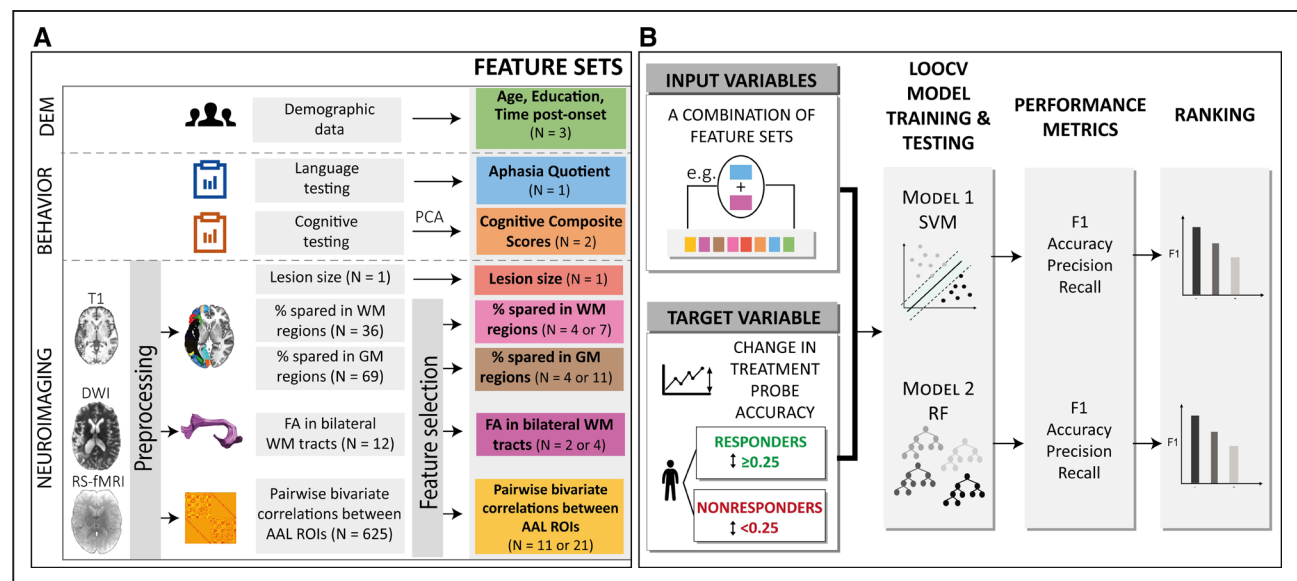 A
FEATURE SETS
DEM
Demographic
data
Age, Education,
Time post-onset
(N = 3)
BEHAVIOR
Language
testing
Aphasia Quotient
(N = 1)
Cognitive
testing
PCA
Cognitive Composite
Scores (N = 2)
NEUROIMAGING
T1
DWI
RS-fMRI
Preprocessing
Lesion size (N = 1)
Lesion size (N = 1)
% spared in WM
regions (N = 36)
% spared in WM
regions (N = 4 or 7)
% spared in GM
regions (N = 69)
% spared in GM
regions (N = 4 or 11)
Feature selection
FA in bilateral
WM tracts (N = 12)
FA in bilateral WM
tracts (N = 2 or 4)
Pairwise bivariate
correlations between
AAL ROIs (N = 625)
Pairwise bivariate
correlations between
AAL ROIs
(N = 11 or 21)
B
INPUT VARIABLES
A COMBINATION OF
FEATURE SETS
e.g.
+
TARGET VARIABLE
CHANGE IN
TREATMENT
PROBE
ACCURACY
RESPONDERS
↕ ≥0.25
NONRESPONDERS
↕ <0.25
LOOCV
MODEL
TRAINING &
TESTING
MODEL 1
SVM
MODEL 2
RF
PERFORMANCE
METRICS
F1
Accuracy
Precision
Recall
F1
Accuracy
Precision
Recall
RANKING
F1
F1